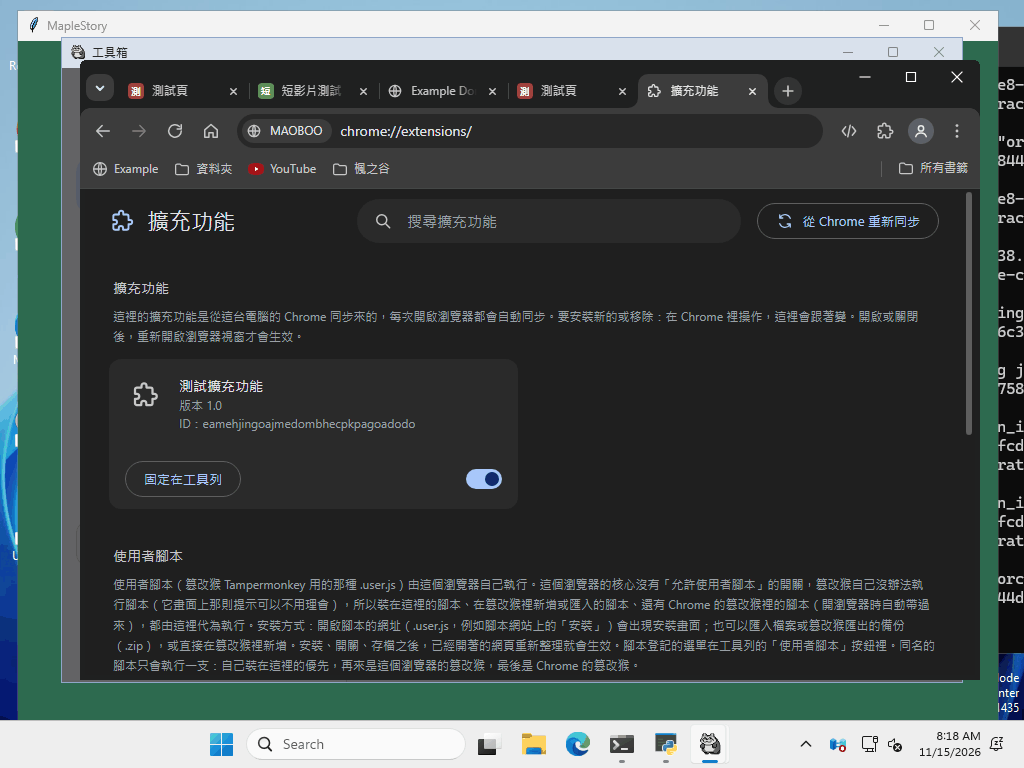 MapleStory
工具箱
測試頁
短影片測試
Example Do
測試頁
擴充功能
MAOBOO
chrome://extensions/
Example
資料夾
YouTube
楓之谷
所有書籤
擴充功能
搜尋擴充功能
從 Chrome 重新同步
擴充功能
這裡的擴充功能是從這台電腦的 Chrome 同步來的，每次開啟瀏覽器都會自動同步。要安裝新的或移除：在 Chrome 裡操作，這裡會跟著變。開啟或關閉
後，重新開啟瀏覽器視窗才會生效。
測試擴充功能
版本 1.0
ID：eamehjingoajmedombhecpkpagoadodo
固定在工具列
使用者腳本
使用者腳本（篡改猴 Tampermonkey 用的那種 .user.js）由這個瀏覽器自己執行。這個瀏覽器的核心沒有「允許使用者腳本」的開關，篡改猴自己沒辦法執
行腳本（它畫面上那則提示可以不用理會），所以裝在這裡的腳本、在篡改猴裡新增或匯入的腳本、還有 Chrome 的篡改猴裡的腳本（開瀏覽器時自動帶過
來），都由這裡代為執行。安裝方式：開啟腳本的網址（.user.js，例如腳本網站上的「安裝」）會出現安裝畫面；也可以匯入檔案或篡改猴匯出的備份
（.zip），或直接在篡改猴裡新增。安裝、開關、存檔之後，已經開著的網頁重新整理就會生效。腳本登記的選單在工具列的「使用者腳本」按鈕裡。同名的
腳本只會執行一支：自己裝在這裡的優先，再來是這個瀏覽器的篡改猴，最後是 Chrome 的篡改猴。
Search
8:18 AM
11/15/2026